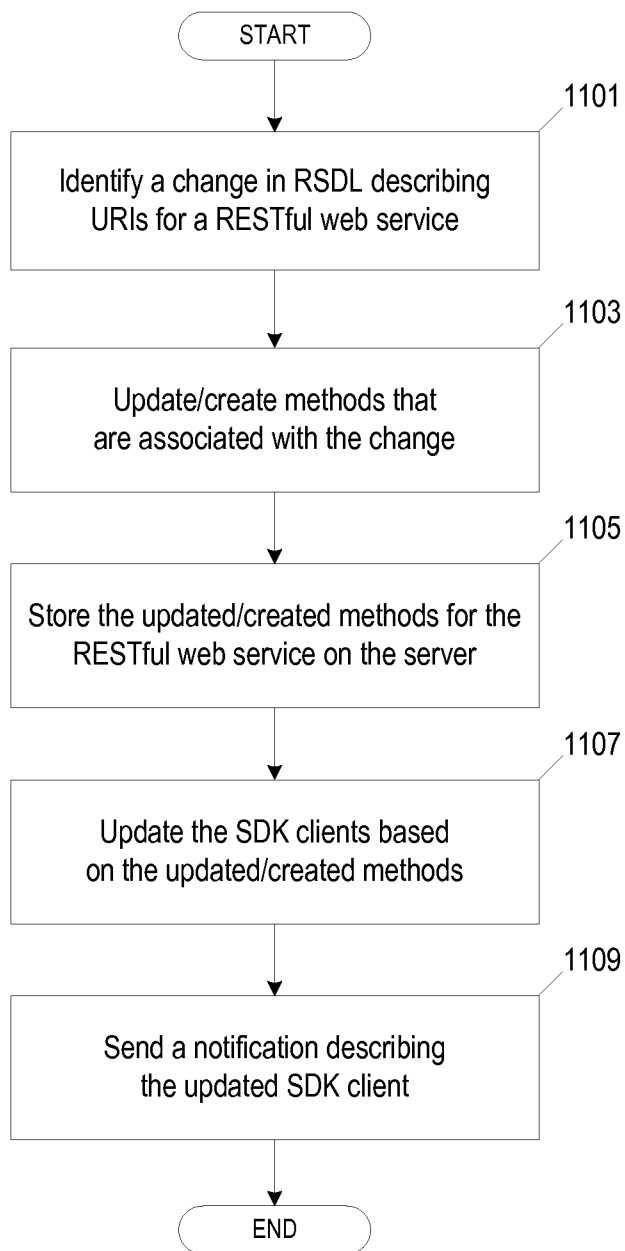 START
1101
Identify a change in RSDL describing
URIs for a RESTful web service
1103
Update/create methods that
are associated with the change
1105
Store the updated/created methods for the
RESTful web service on the server
1107
Update the SDK clients based
on the updated/created methods
1109
Send a notification describing
the updated SDK client
END